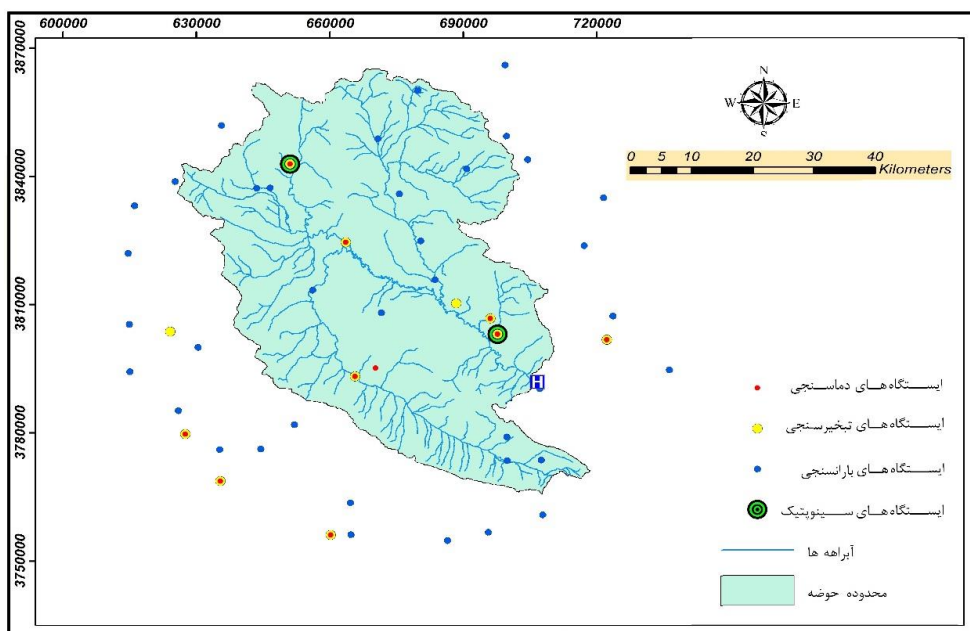 600000 630000 660000 690000 720000
3870000
3840000
3810000
3780000
3750000
N
W E
S
0 5 10 20 30 40
Kilometers
H
ایستگاه های دماسنجی
ایستگاه های تبخیرسنجی
ایستگاه های بارانسنجی
ایستگاه های سینوپتیک
آبراهه ها
محدوده حوضه